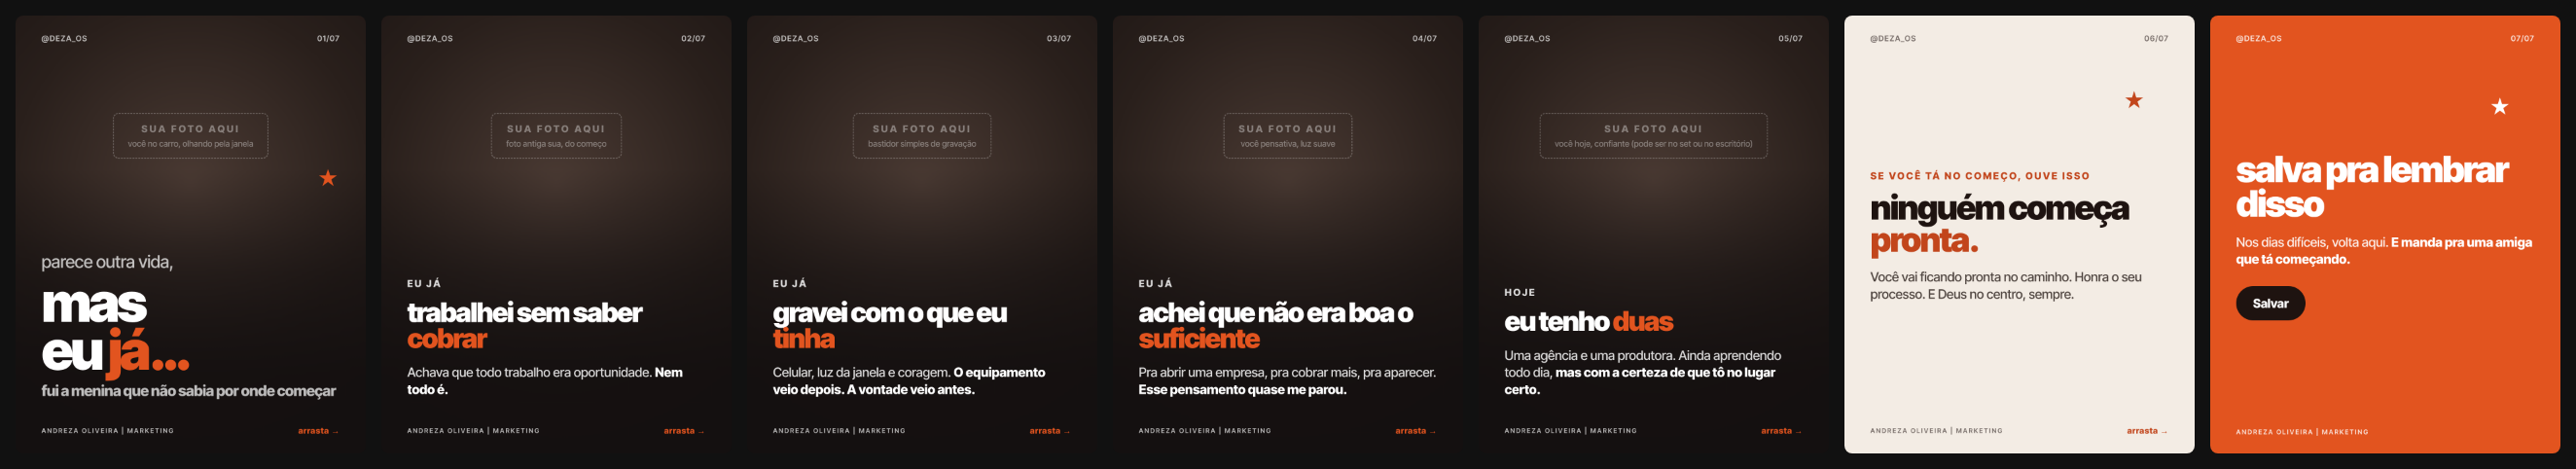 @DEZA_OS
01/07
SUA FOTO AQUI
você no carro, olhando pela janela
parece outra vida,
mas
eu já...
fui a menina que não sabia por onde começar
ANDREZA OLIVEIRA | MARKETING
arrasta →
@DEZA_OS
02/07
SUA FOTO AQUI
foto antiga sua, do começo
EU JÁ
trabalhei sem saber
cobrar
Achava que todo trabalho era oportunidade. Nem
todo é.
ANDREZA OLIVEIRA | MARKETING
arrasta →
@DEZA_OS
03/07
SUA FOTO AQUI
bastidor simples de gravação
EU JÁ
gravei com o que eu
tinha
Celular, luz da janela e coragem. O equipamento
veio depois. A vontade veio antes.
ANDREZA OLIVEIRA | MARKETING
arrasta →
@DEZA_OS
04/07
SUA FOTO AQUI
você pensativa, luz suave
EU JÁ
achei que não era boa o
suficiente
Pra abrir uma empresa, pra cobrar mais, pra aparecer.
Esse pensamento quase me parou.
ANDREZA OLIVEIRA | MARKETING
arrasta →
@DEZA_OS
05/07
SUA FOTO AQUI
você hoje, confiante (pode ser no set ou no escritório)
HOJE
eu tenho duas
Uma agência e uma produtora. Ainda aprendendo
todo dia, mas com a certeza de que tô no lugar
certo.
ANDREZA OLIVEIRA | MARKETING
arrasta →
@DEZA_OS
06/07
SE VOCÊ TÁ NO COMEÇO, OUVE ISSO
ninguém começa
pronta.
Você vai ficando pronta no caminho. Honra o seu
processo. E Deus no centro, sempre.
ANDREZA OLIVEIRA | MARKETING
arrasta →
@DEZA_OS
07/07
salva pra lembrar
disso
Nos dias difíceis, volta aqui. E manda pra uma amiga
que tá começando.
Salvar
ANDREZA OLIVEIRA | MARKETING